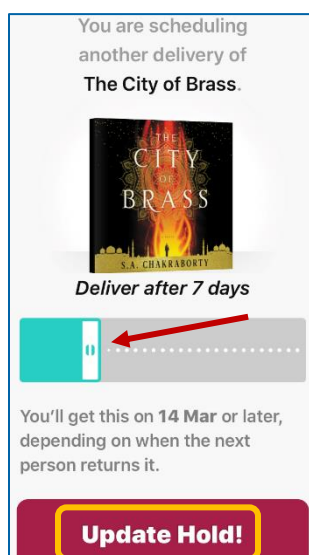 You are scheduling
another delivery of
The City of Brass.
THE
CITY
OF
BRASS
S.A. CHAKRABORTY
Deliver after 7 days
You'll get this on 14 Mar or later,
depending on when the next
person returns it.
Update Hold!